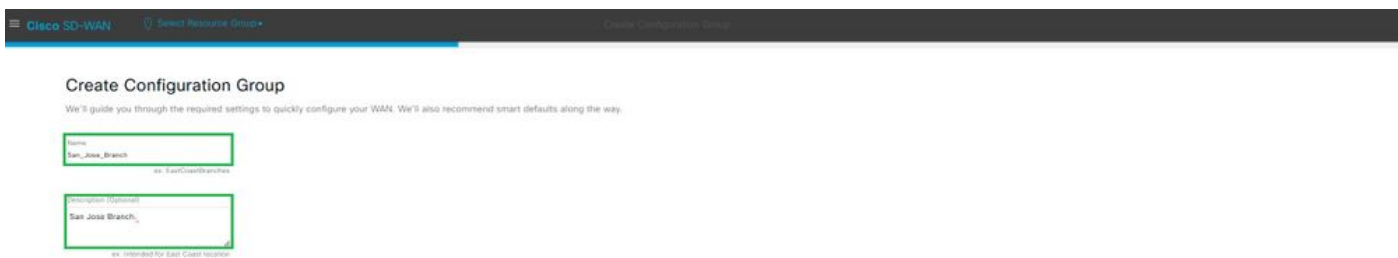 Cisco SD-WAN
Select Resource Group
Create Configuration Group
Create Configuration Group
We'll guide you through the required settings to quickly configure your WAN. We'll also recommend smart defaults along the way.
Name
San_Jose_Branch
ex: EastCoastBranches
Description (Optional)
San Jose Branch_
ex: Intended for East Coast location